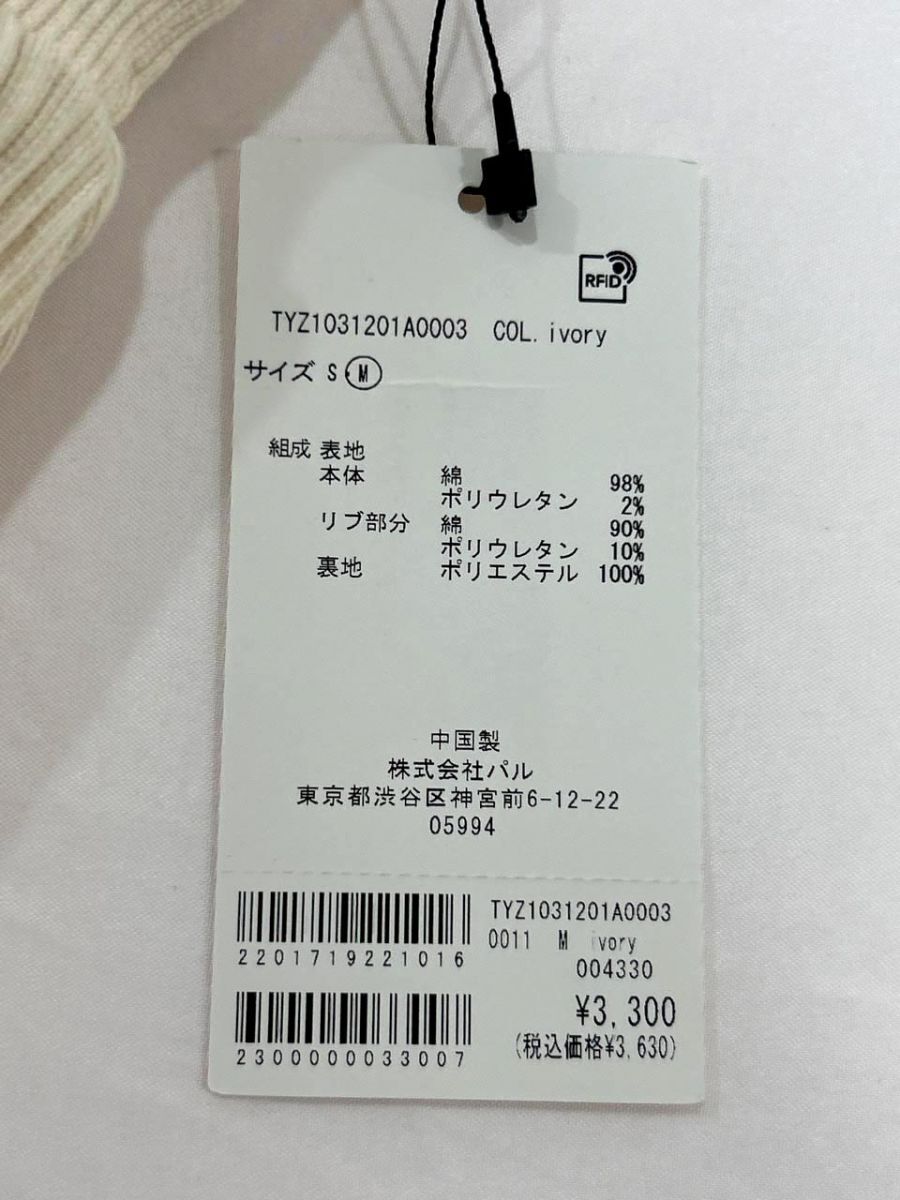 RFID
TYZ1031201A0003 COL. ivory
サイズ S・M
組成 表地
本体 綿 98%
ポリウレタン 2%
リブ部分 綿 90%
ポリウレタン 10%
裏地 ポリエステル 100%
中国製
株式会社パル
東京都渋谷区神宮前6-12-22
05994
TYZ1031201A0003
0011 M ivory
2201719221016
004330
¥3,300
(税込価格¥3,630)
2300000033007